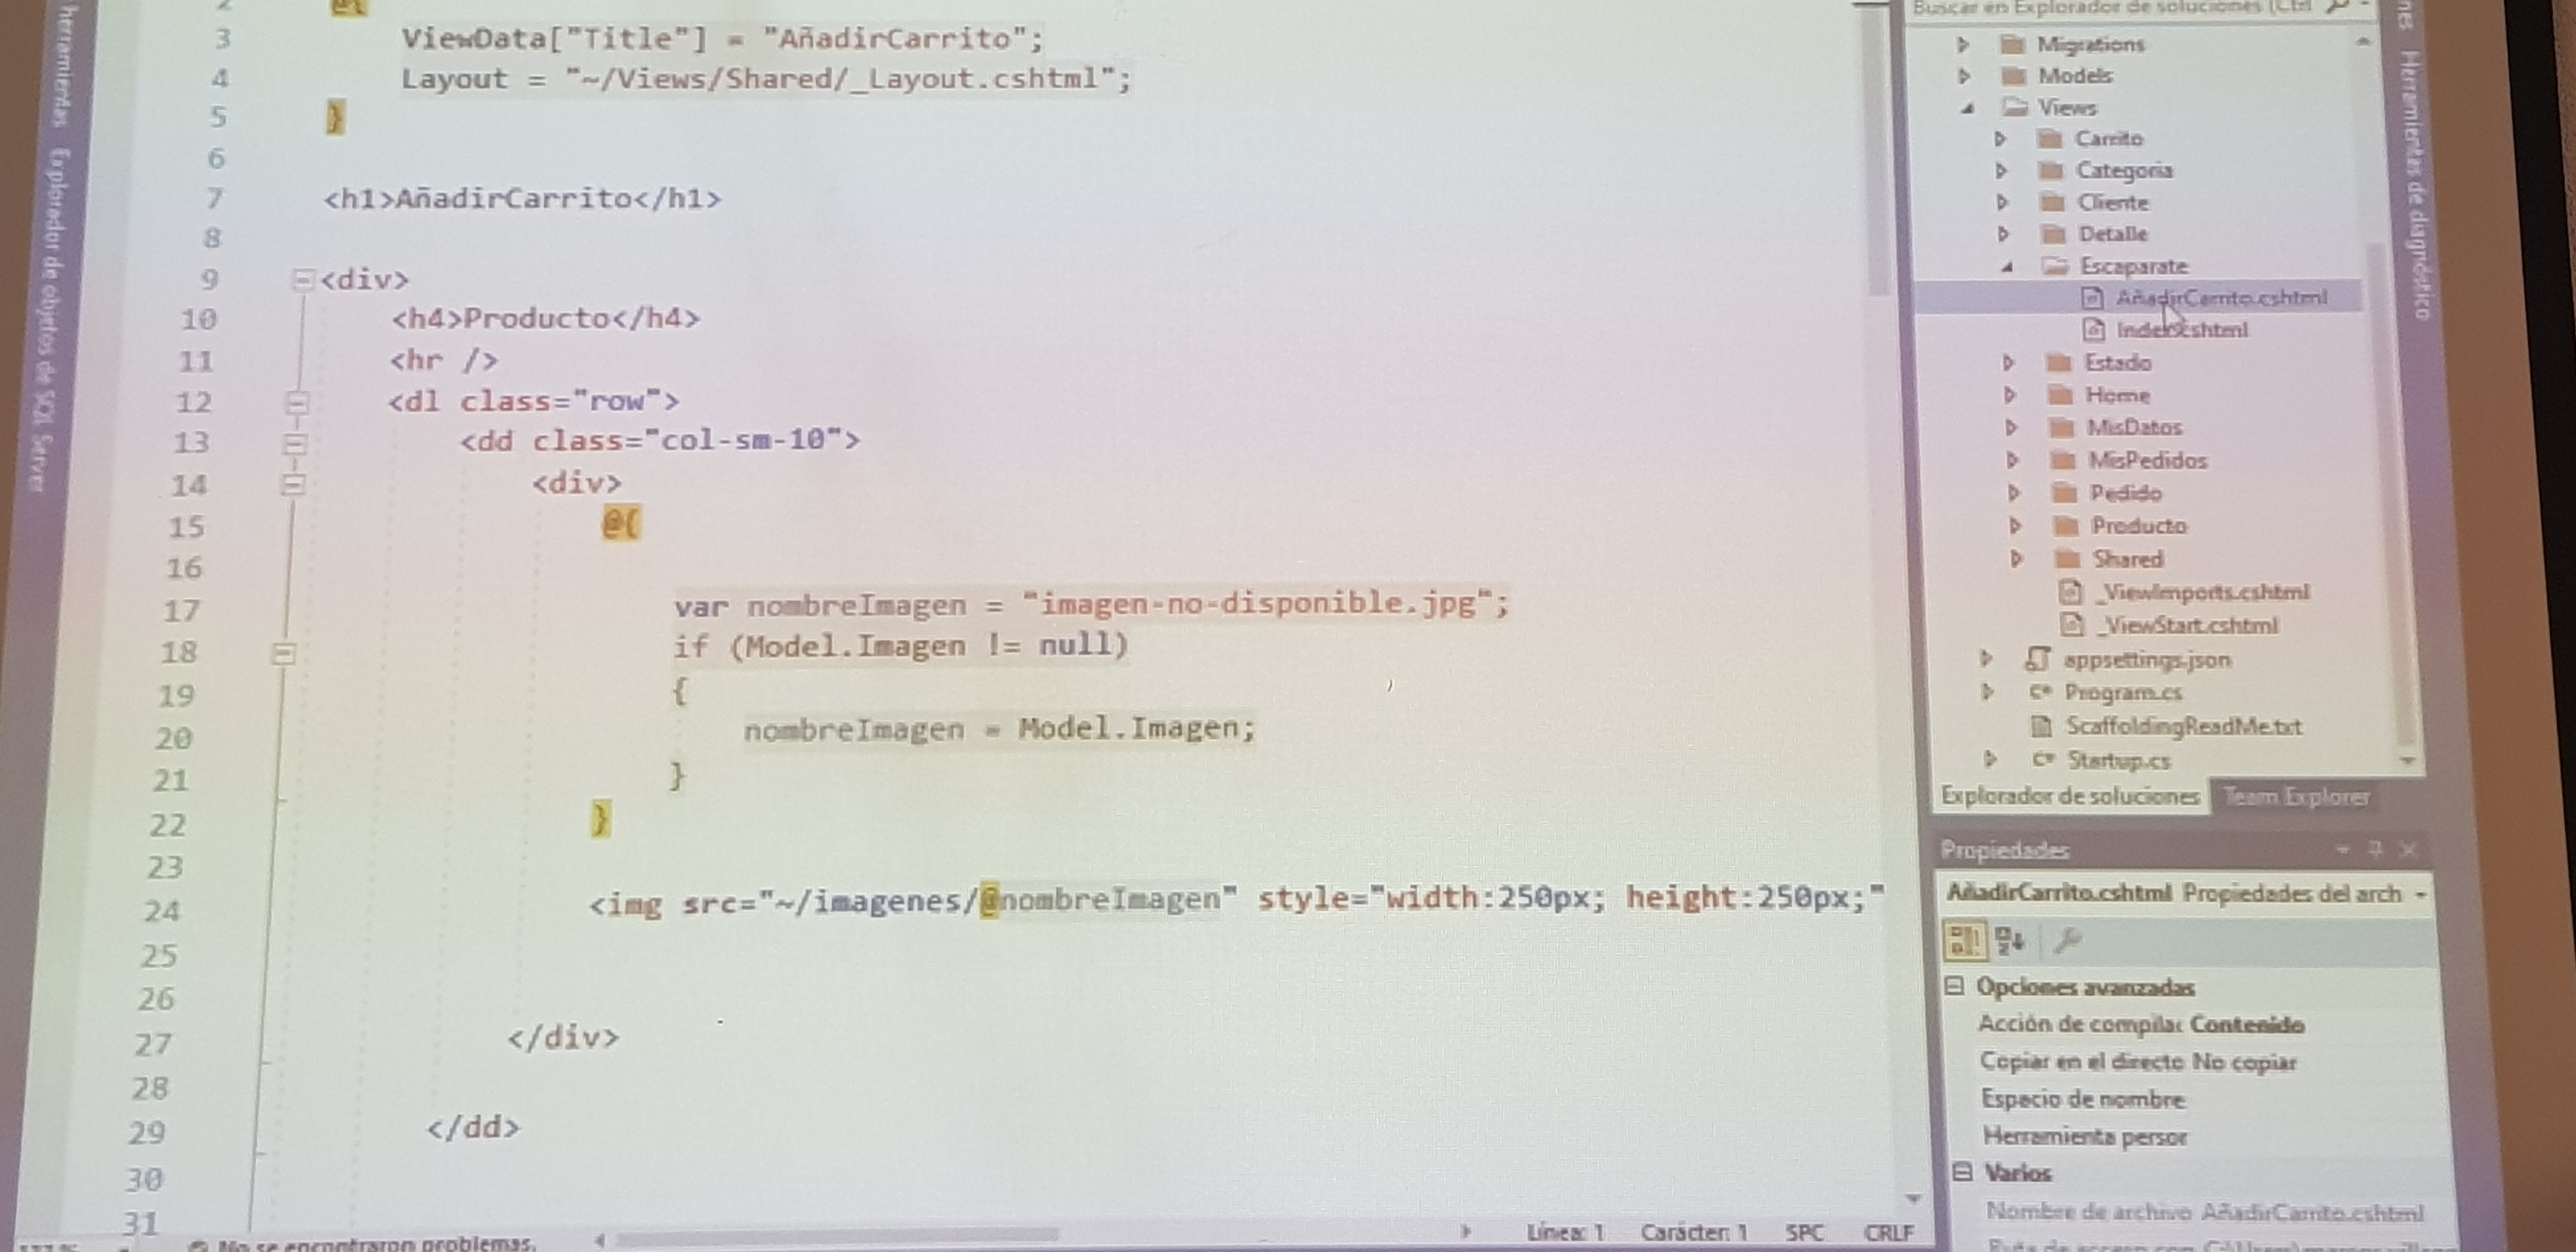 herramientas
Explorador de objetos de SQL Server
2
@{
3 ViewData["Title"] = "AñadirCarrito";
4 Layout = "~/Views/Shared/_Layout.cshtml";
5 }
6
7 <h1>AñadirCarrito</h1>
8
9 <div>
10 <h4>Producto</h4>
11 <hr />
12 <dl class="row">
13 <dd class="col-sm-10">
14 <div>
15 @{
16
17 var nombreImagen = "imagen-no-disponible.jpg";
18 if (Model.Imagen != null)
19 {
20 nombreImagen = Model.Imagen;
21 }
22 }
23
24 <img src="~/imagenes/@nombreImagen" style="width:250px; height:250px;"
25
26
27 </div>
28
29 </dd>
30
31
No se encontraron problemas.
Línea: 1 Carácter: 1 SPC CRLF
Buscar en Explorador de soluciones (Ctrl
Migrations
Models
Views
Carrito
Categoria
Cliente
Detalle
Escaparate
AñadirCarrito.cshtml
Index.cshtml
Estado
Home
MisDatos
MisPedidos
Pedido
Producto
Shared
_ViewImports.cshtml
_ViewStart.cshtml
appsettings.json
C# Program.cs
ScaffoldingReadMe.txt
C# Startup.cs
Explorador de soluciones Team Explorer
Propiedades
AñadirCarrito.cshtml Propiedades del arch
Opciones avanzadas
Acción de compilac Contenido
Copiar en el directo No copiar
Espacio de nombre
Herramienta persor
Varios
Nombre de archivo AñadirCarrito.cshtml
nes
Herramientas de diagnóstico